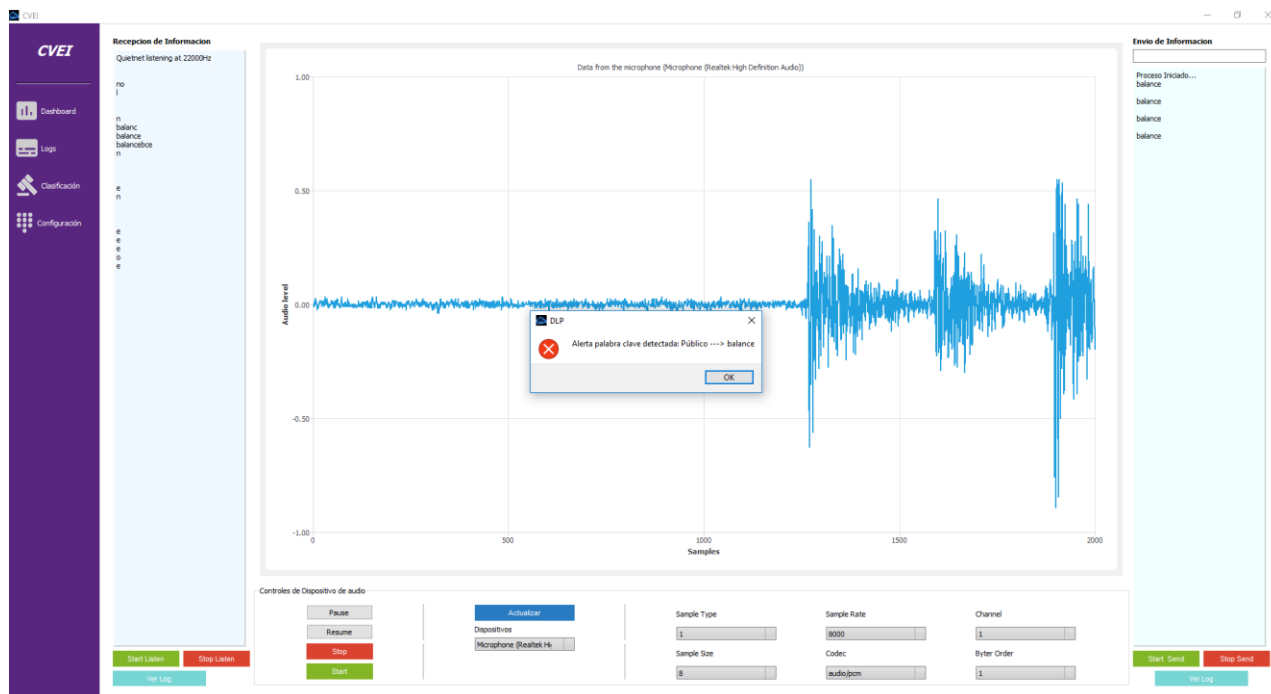 CVEI
CVEI
Dashboard
Logs
Clasificación
Configuración
Recepcion de Informacion
Quietnet listening at 22000Hz
no
l
n
balanc
balance
balancebce
n
e
n
e
e
e
o
e
Start Listen
Stop Listen
Ver Log
Data from the microphone (Microphone (Realtek High Definition Audio))
1.00
0.50
0.00
-0.50
-1.00
Audio level
0
500
1000
1500
2000
Samples
DLP
Alerta palabra clave detectada: Público ---> balance
OK
Controles de Dispositivo de audio
Pause
Resume
Stop
Start
Actualizar
Dispositivos
Microphone (Realtek Hi
Sample Type
1
Sample Size
8
Sample Rate
8000
Codec
audio/pcm
Channel
1
Byter Order
1
Envio de Informacion
Proceso Iniciado...
balance
balance
balance
balance
Start Send
Stop Send
Ver Log